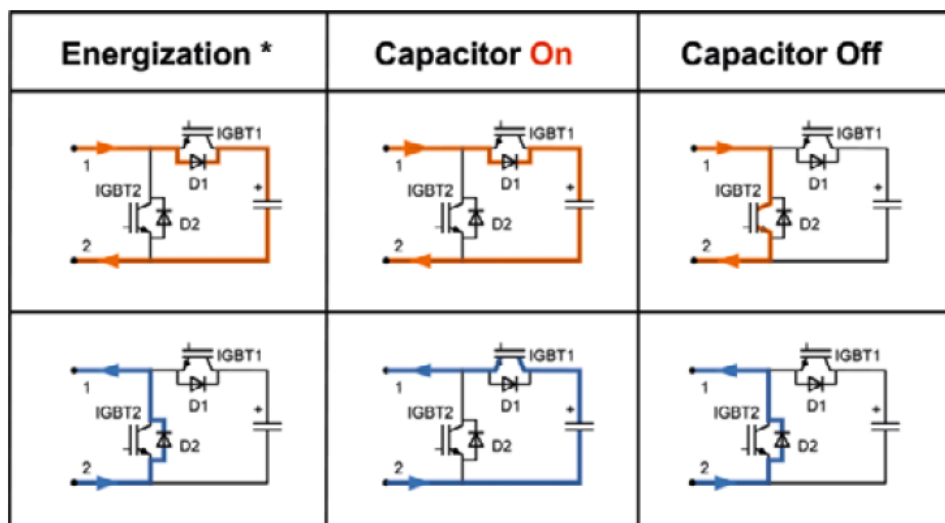 Energization *
Capacitor On
Capacitor Off
IGBT1
1
D1
IGBT2
+
D2
2
IGBT1
1
D1
IGBT2
+
D2
2
IGBT1
1
D1
IGBT2
+
D2
2
IGBT1
1
D1
IGBT2
+
D2
2
IGBT1
1
D1
IGBT2
+
D2
2
IGBT1
1
D1
IGBT2
+
D2
2